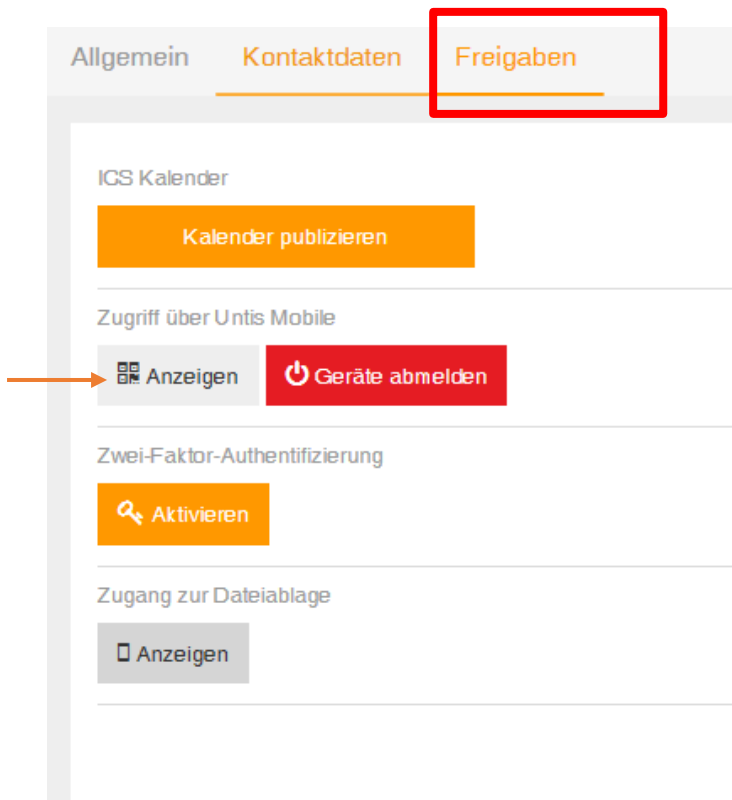 Allgemein Kontaktdaten Freigaben
ICS Kalender
Kalender publizieren
Zugriff über Untis Mobile
Anzeigen Geräte abmelden
Zwei-Faktor-Authentifizierung
Aktivieren
Zugang zur Dateiablage
Anzeigen